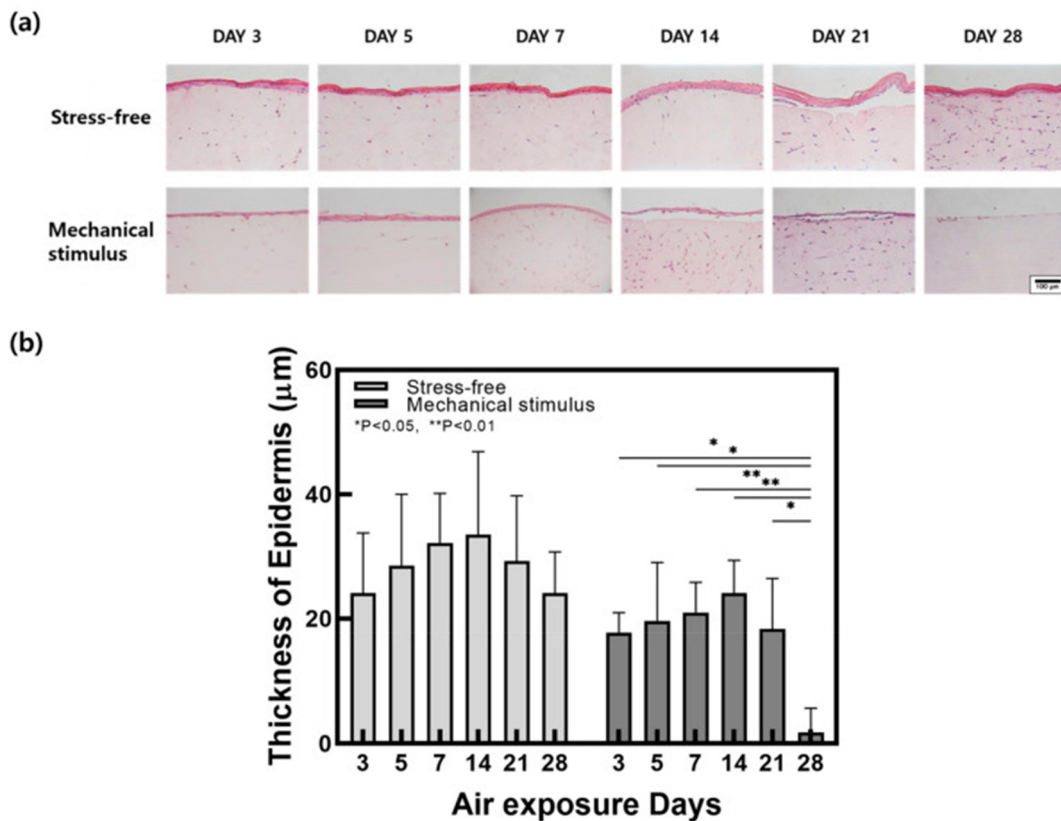 (a)
DAY 3 DAY 5 DAY 7 DAY 14 DAY 21 DAY 28
Stress-free
Mechanical
stimulus
100 μm
(b)
Thickness of Epidermis (μm)
60
40
20
0
Stress-free
Mechanical stimulus
*P<0.05, **P<0.01
*
*
**
**
*
3 5 7 14 21 28 3 5 7 14 21 28
Air exposure Days